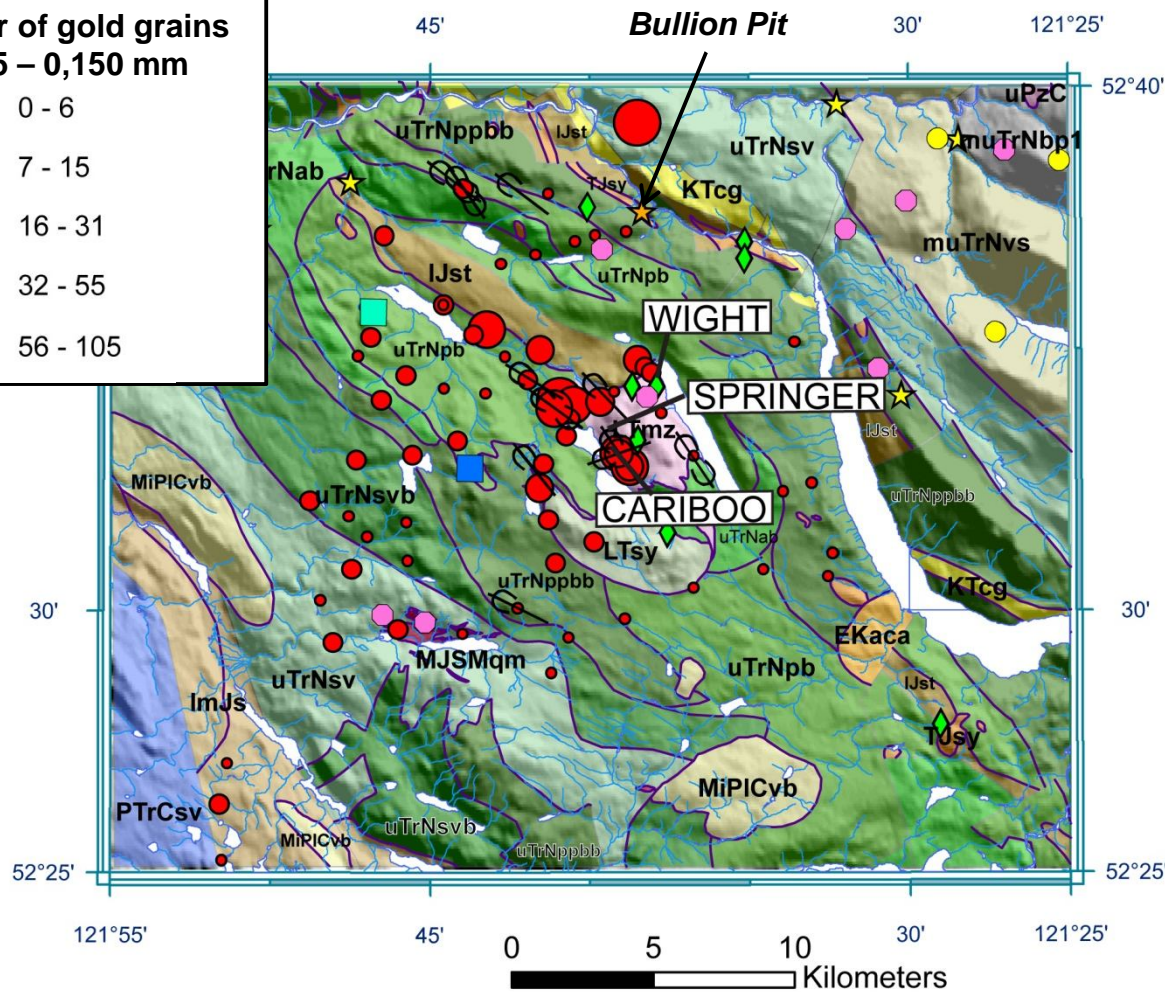 r of gold grains
5 – 0,150 mm
0 - 6
7 - 15
16 - 31
32 - 55
56 - 105
Bullion Pit
45'
30'
121°25'
52°40'
uPzC
uTrNppbb
lJst
uTrNsv
muTrNbp1
rNab
TJsy
KTcg
muTrNvs
lJst
uTrNpb
WIGHT
uTrNpb
SPRINGER
Tmz
lJst
MiPlCvb
uTrNsvb
uTrNppbb
CARIBOO
LTsy
uTrNab
uTrNppbb
KTcg
30'
30'
EKaca
MJSMqm
uTrNpb
uTrNsv
lJst
lmJs
TJsy
MiPlCvb
PTrCsv
uTrNsvb
MiPlCvb
uTrNppbb
52°25'
52°25'
121°55'
45'
30'
121°25'
0 5 10
Kilometers